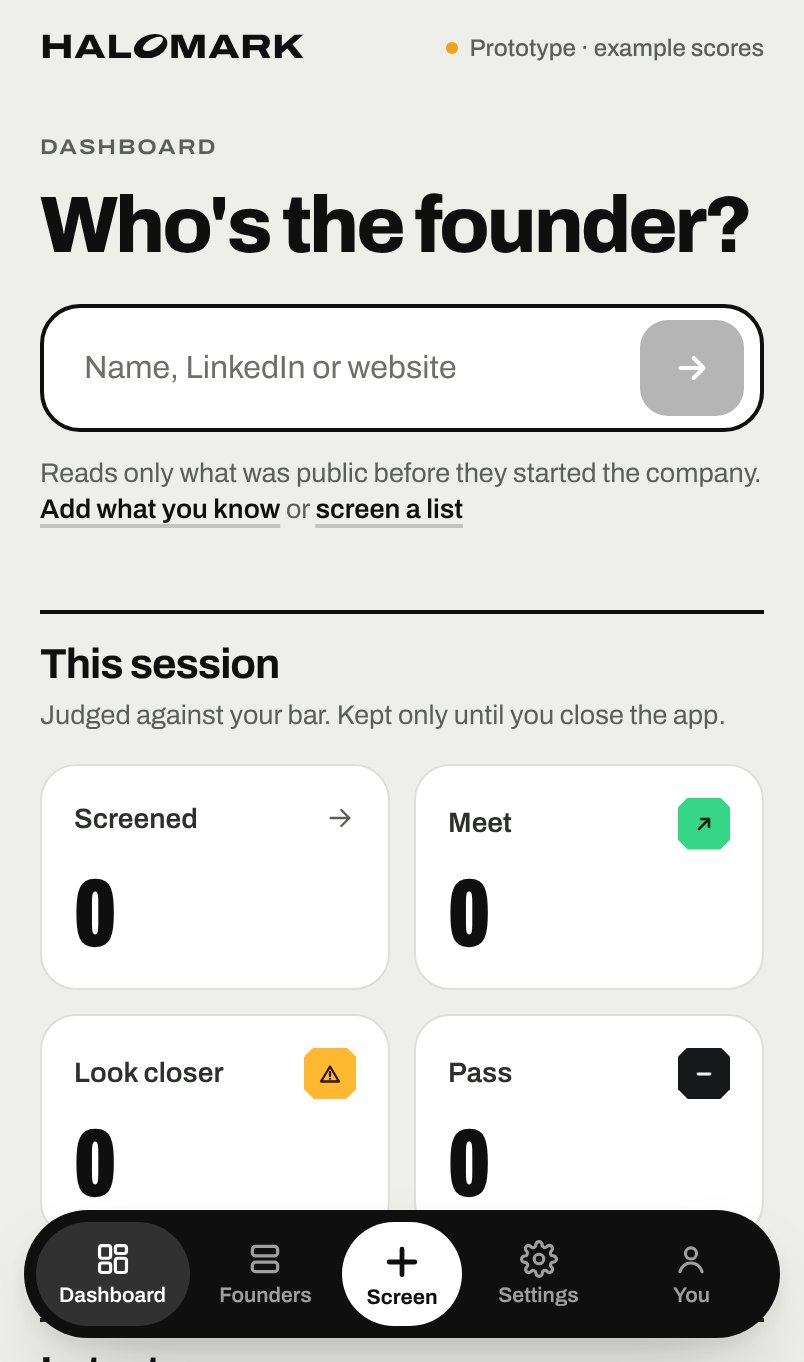 HALOMARK
Prototype · example scores
DASHBOARD
Who's the founder?
Name, LinkedIn or website
Reads only what was public before they started the company.
Add what you know or screen a list
This session
Judged against your bar. Kept only until you close the app.
Screened
0
Meet
0
Look closer
0
Pass
0
Dashboard
Founders
Screen
Settings
You